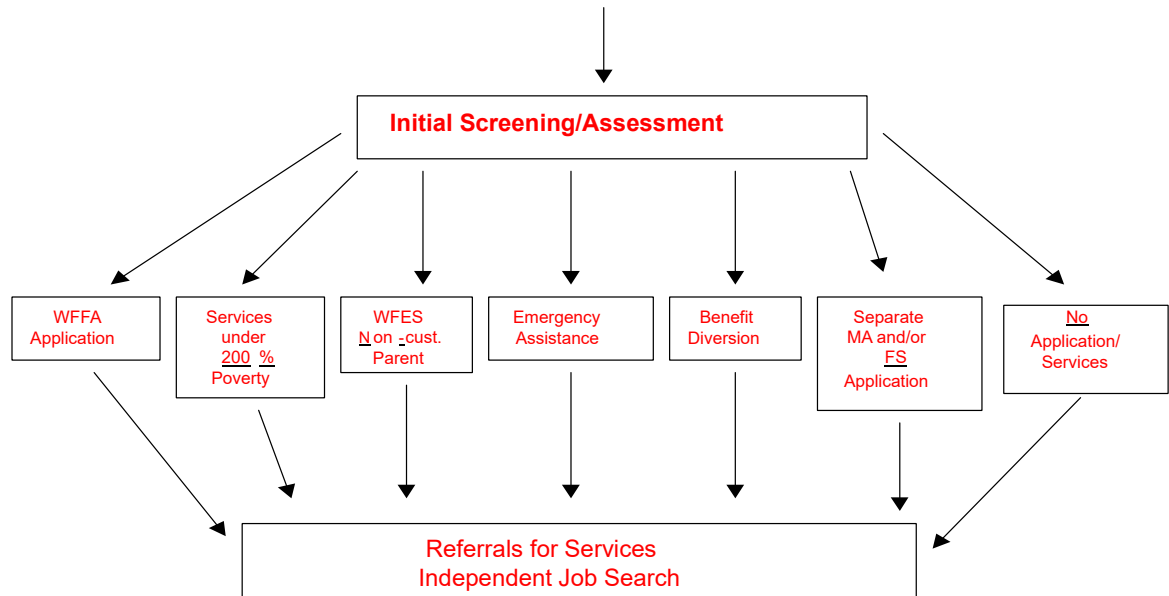 Initial Screening/Assessment
WFFA
Application
Services
under
200 %
Poverty
WFES
Non -cust.
Parent
Emergency
Assistance
Benefit
Diversion
Separate
MA and/or
FS
Application
No
Application/
Services
Referrals for Services
Independent Job Search